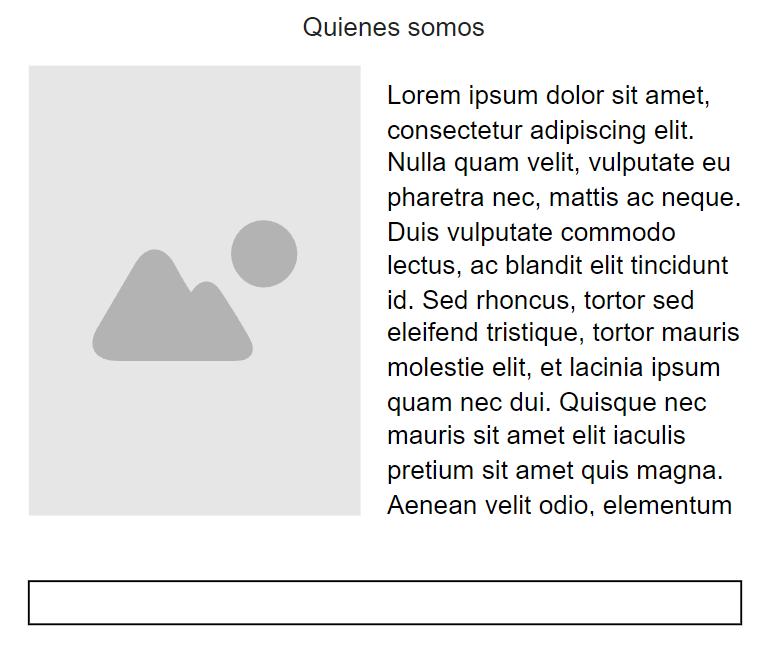 Quienes somos
Lorem ipsum dolor sit amet,
consectetur adipiscing elit.
Nulla quam velit, vulputate eu
pharetra nec, mattis ac neque.
Duis vulputate commodo
lectus, ac blandit elit tincidunt
id. Sed rhoncus, tortor sed
eleifend tristique, tortor mauris
molestie elit, et lacinia ipsum
quam nec dui. Quisque nec
mauris sit amet elit iaculis
pretium sit amet quis magna.
Aenean velit odio, elementum